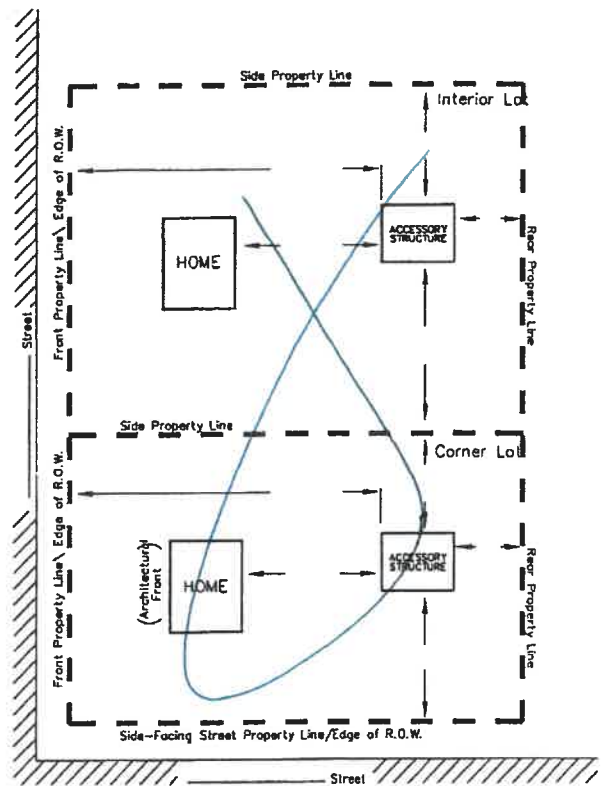 Side Property Line
Interior Lot
Front Property Line\ Edge of R.O.W.
HOME
ACCESSORY
STRUCTURE
Rear Property Line
Street
Side Property Line
Corner Lot
Front Property Line\ Edge of R.O.W.
(Architectural
Front)
HOME
ACCESSORY
STRUCTURE
Rear Property Line
Side-Facing Street Property Line/Edge of R.O.W.
Street